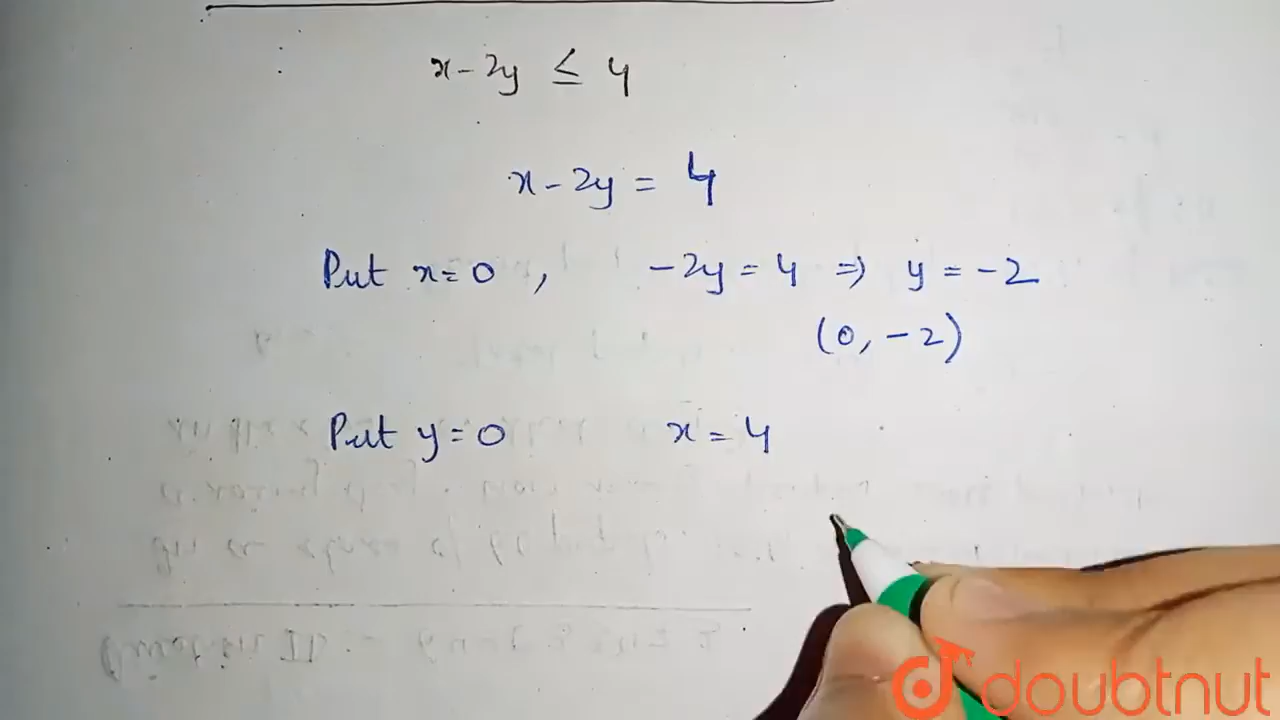 x-2y ≤ 4
x-2y = 4
Put x=0 , -2y = 4 ⇒ y = -2
(0, -2)
Put y=0 x=4
doubtnut